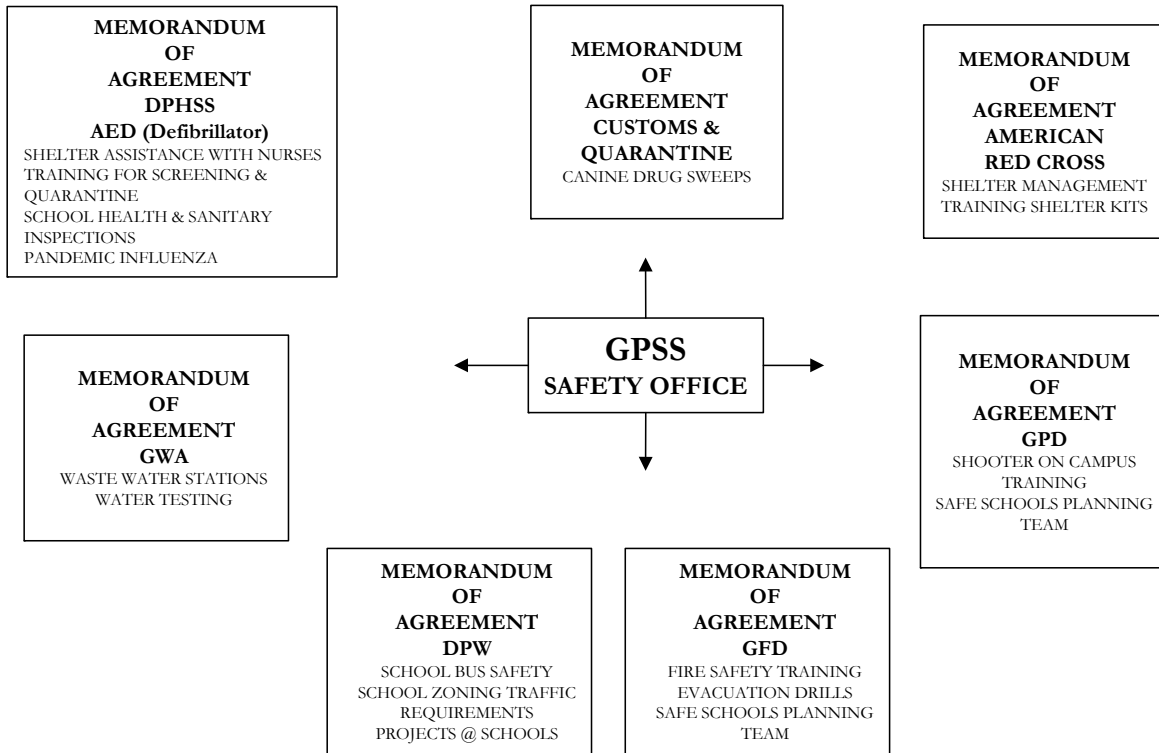 MEMORANDUM
OF
AGREEMENT
DPHSS
AED (Defibrillator)
SHELTER ASSISTANCE WITH NURSES
TRAINING FOR SCREENING &
QUARANTINE
SCHOOL HEALTH & SANITARY
INSPECTIONS
PANDEMIC INFLUENZA
MEMORANDUM
OF
AGREEMENT
CUSTOMS &
QUARANTINE
CANINE DRUG SWEEPS
MEMORANDUM
OF
AGREEMENT
AMERICAN
RED CROSS
SHELTER MANAGEMENT
TRAINING SHELTER KITS
MEMORANDUM
OF
AGREEMENT
GWA
WASTE WATER STATIONS
WATER TESTING
GPSS
SAFETY OFFICE
MEMORANDUM
OF
AGREEMENT
GPD
SHOOTER ON CAMPUS
TRAINING
SAFE SCHOOLS PLANNING
TEAM
MEMORANDUM
OF
AGREEMENT
DPW
SCHOOL BUS SAFETY
SCHOOL ZONING TRAFFIC
REQUIREMENTS
PROJECTS @ SCHOOLS
MEMORANDUM
OF
AGREEMENT
GFD
FIRE SAFETY TRAINING
EVACUATION DRILLS
SAFE SCHOOLS PLANNING
TEAM